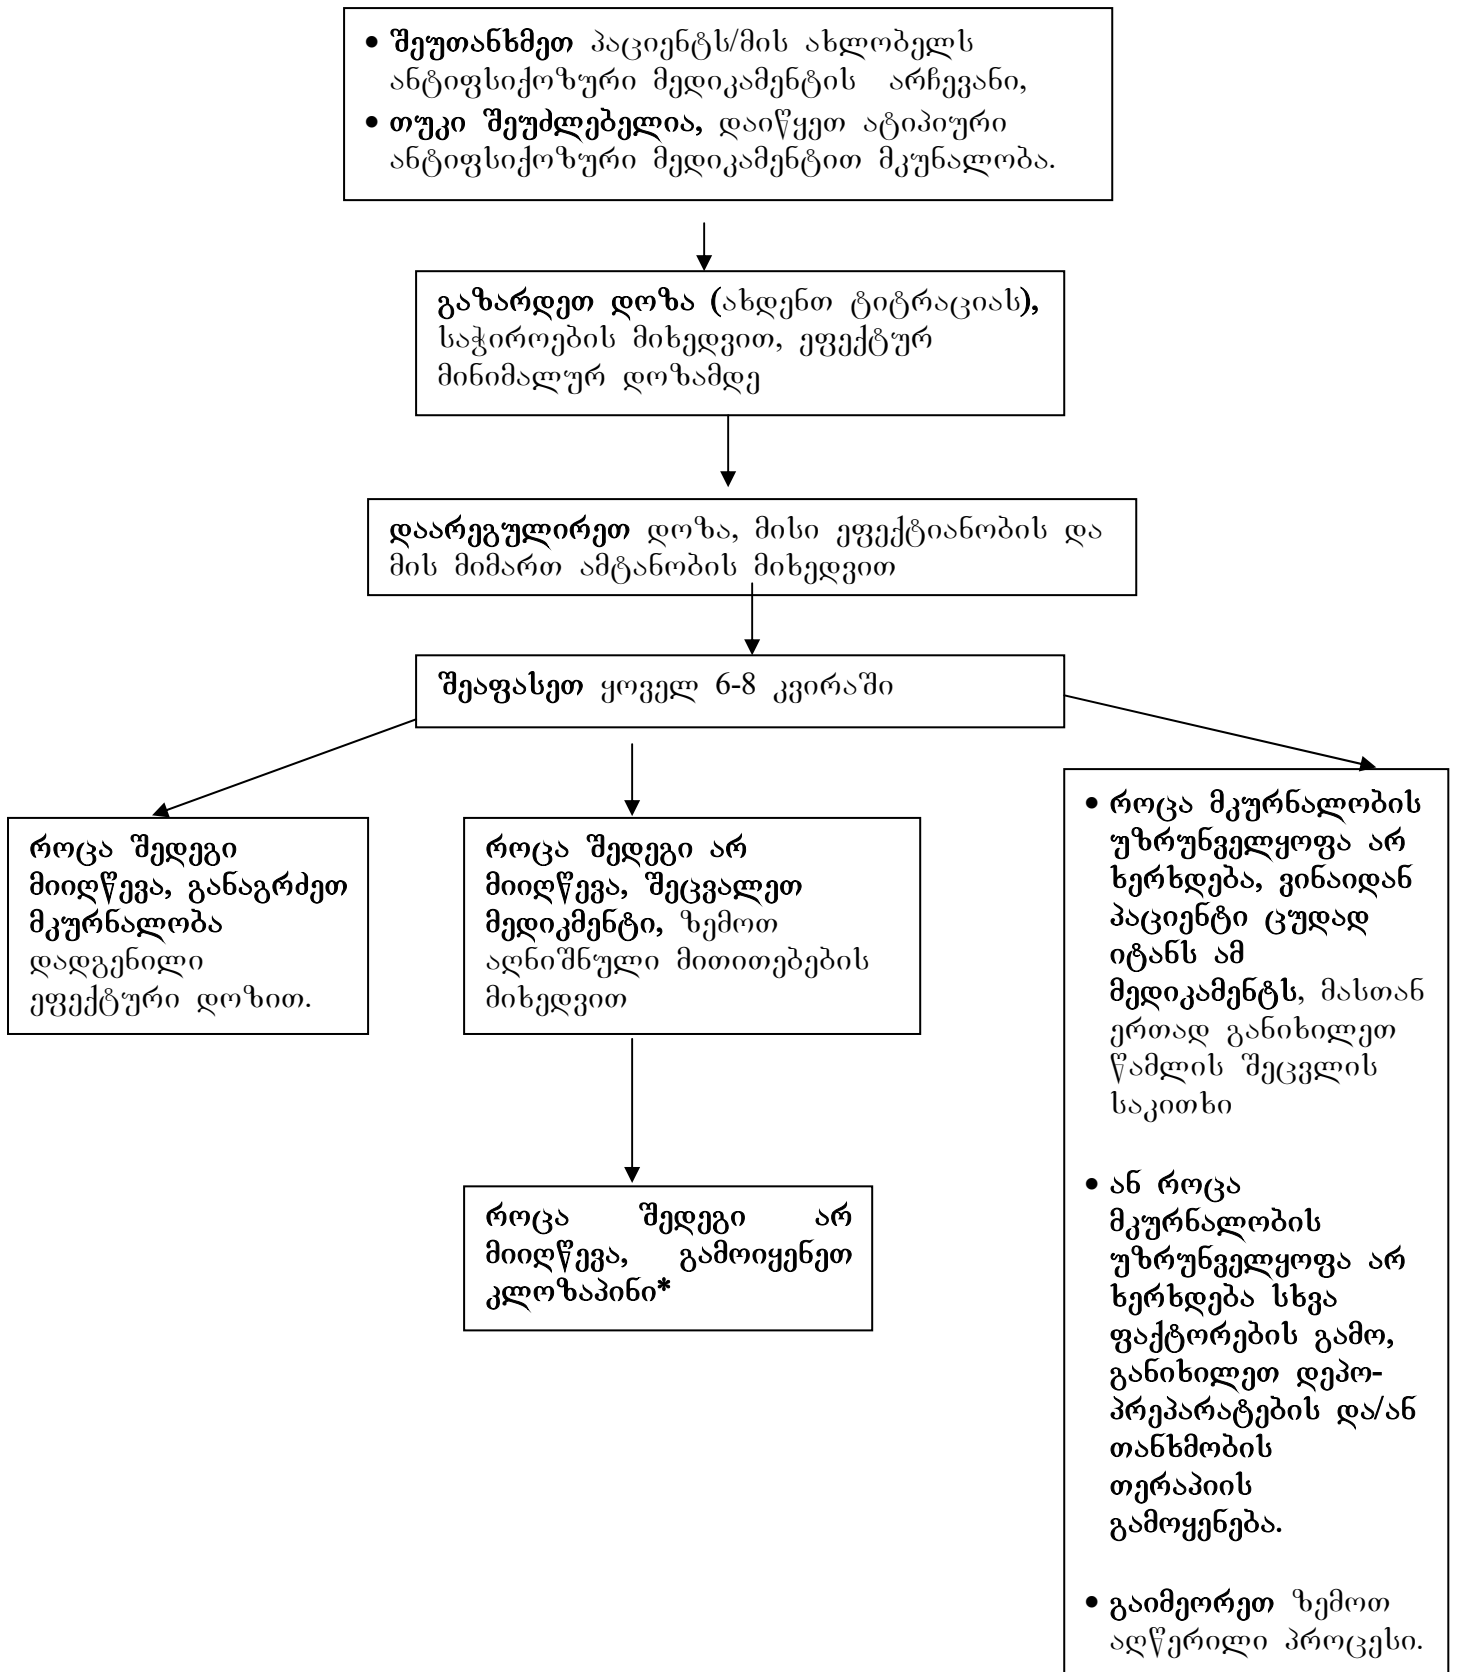 • შეუთანხმეთ პაციენტს/მის ახლობელს
ანტიფსიქოზური მედიკამენტის არჩევანი,
• თუკი შეუძლებელია, დაიწყეთ ატიპიური
ანტიფსიქოზური მედიკამენტით მკუნალობა.
გაზარდეთ დოზა (ახდენთ ტიტრაციას),
საჭიროების მიხედვით, ეფექტურ
მინიმალურ დოზამდე
დაარეგულირეთ დოზა, მისი ეფექტიანობის და
მის მიმართ ამტანობის მიხედვით
შეაფასეთ ყოველ 6-8 კვირაში
როცა შედეგი
მიიღწევა, განაგრძეთ
მკურნალობა
დადგენილი
ეფექტური დოზით.
როცა შედეგი არ
მიიღწევა, შეცვალეთ
მედიკმენტი, ზემოთ
აღნიშნული მითითებების
მიხედვით
როცა შედეგი არ
მიიღწევა, გამოიყენეთ
კლოზაპინი*
• როცა მკურნალობის
უზრუნველყოფა არ
ხერხდება, ვინაიდან
პაციენტი ცუდად
იტანს ამ
მედიკამენტს, მასთან
ერთად განიხილეთ
წამლის შეცვლის
საკითხი
• ან როცა
მკურნალობის
უზრუნველყოფა არ
ხერხდება სხვა
ფაქტორების გამო,
განიხილეთ დეპო-
პრეპარატების და/ან
თანხმობის
თერაპიის
გამოყენება.
• გაიმეორეთ ზემოთ
აღწერილი პროცესი.